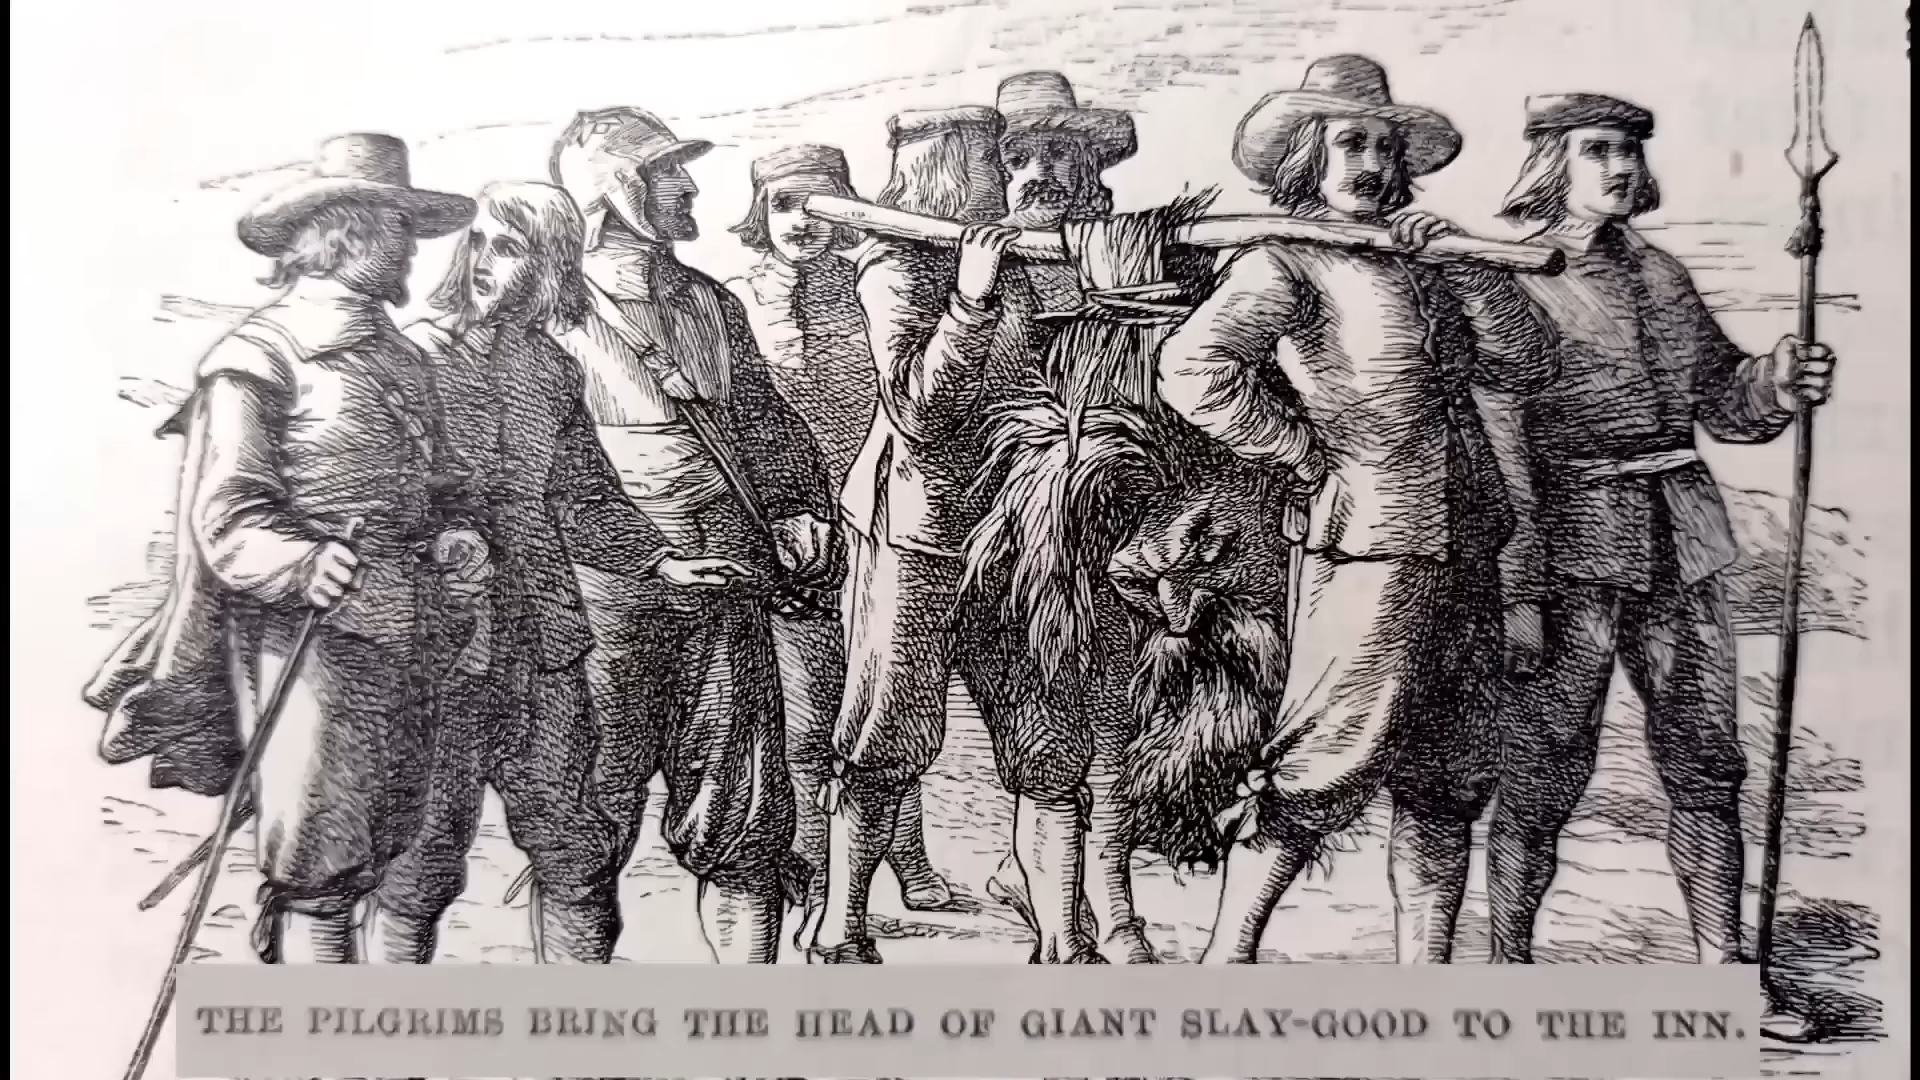 THE PILGRIMS BRING THE HEAD OF GIANT SLAY-GOOD TO THE INN.